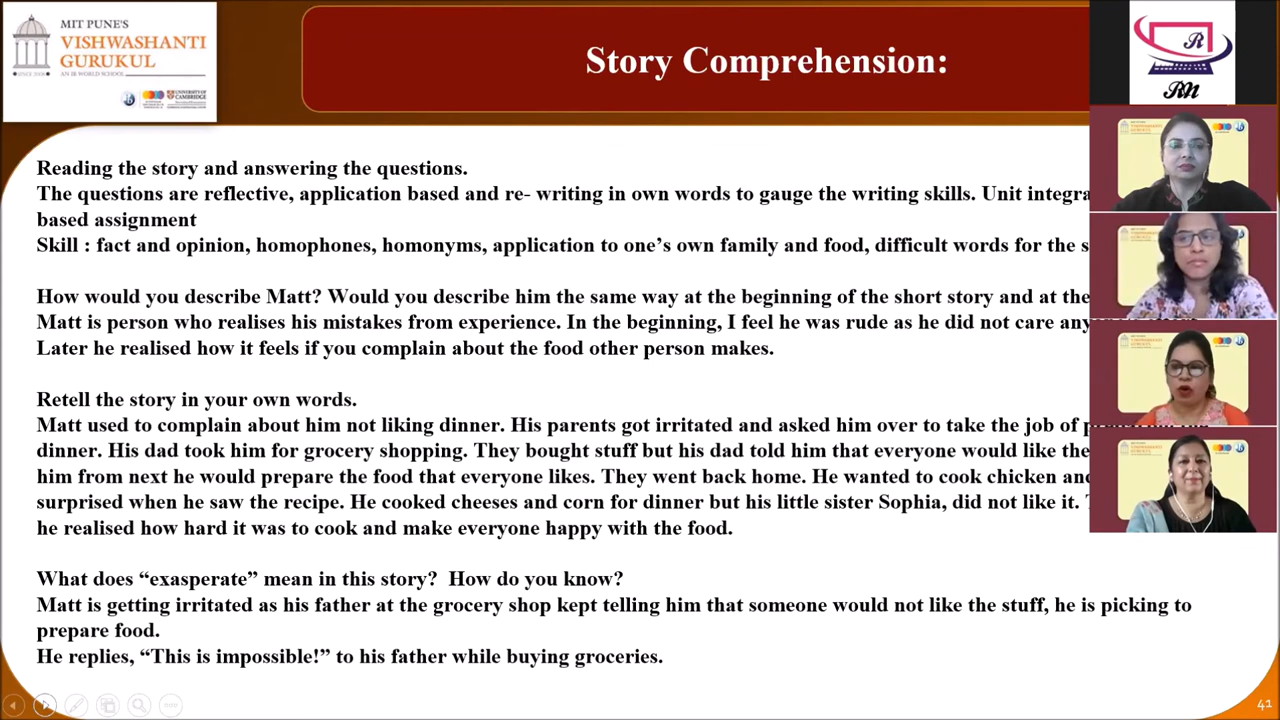 MIT PUNE'S
VISHWASHANTI
GURUKUL
AN IB WORLD SCHOOL
UNIVERSITY OF
CAMBRIDGE
Story Comprehension:
R
RN
Reading the story and answering the questions.
The questions are reflective, application based and re- writing in own words to gauge the writing skills. Unit integra
based assignment
Skill : fact and opinion, homophones, homonyms, application to one's own family and food, difficult words for the s
How would you describe Matt? Would you describe him the same way at the beginning of the short story and at the
Matt is person who realises his mistakes from experience. In the beginning, I feel he was rude as he did not care any
Later he realised how it feels if you complain about the food other person makes.
Retell the story in your own words.
Matt used to complain about him not liking dinner. His parents got irritated and asked him over to take the job of
dinner. His dad took him for grocery shopping. They bought stuff but his dad told him that everyone would like the
him from next he would prepare the food that everyone likes. They went back home. He wanted to cook chicken and
surprised when he saw the recipe. He cooked cheeses and corn for dinner but his little sister Sophia, did not like it.
he realised how hard it was to cook and make everyone happy with the food.
What does “exasperate” mean in this story? How do you know?
Matt is getting irritated as his father at the grocery shop kept telling him that someone would not like the stuff, he is picking to
prepare food.
He replies, “This is impossible!” to his father while buying groceries.
41